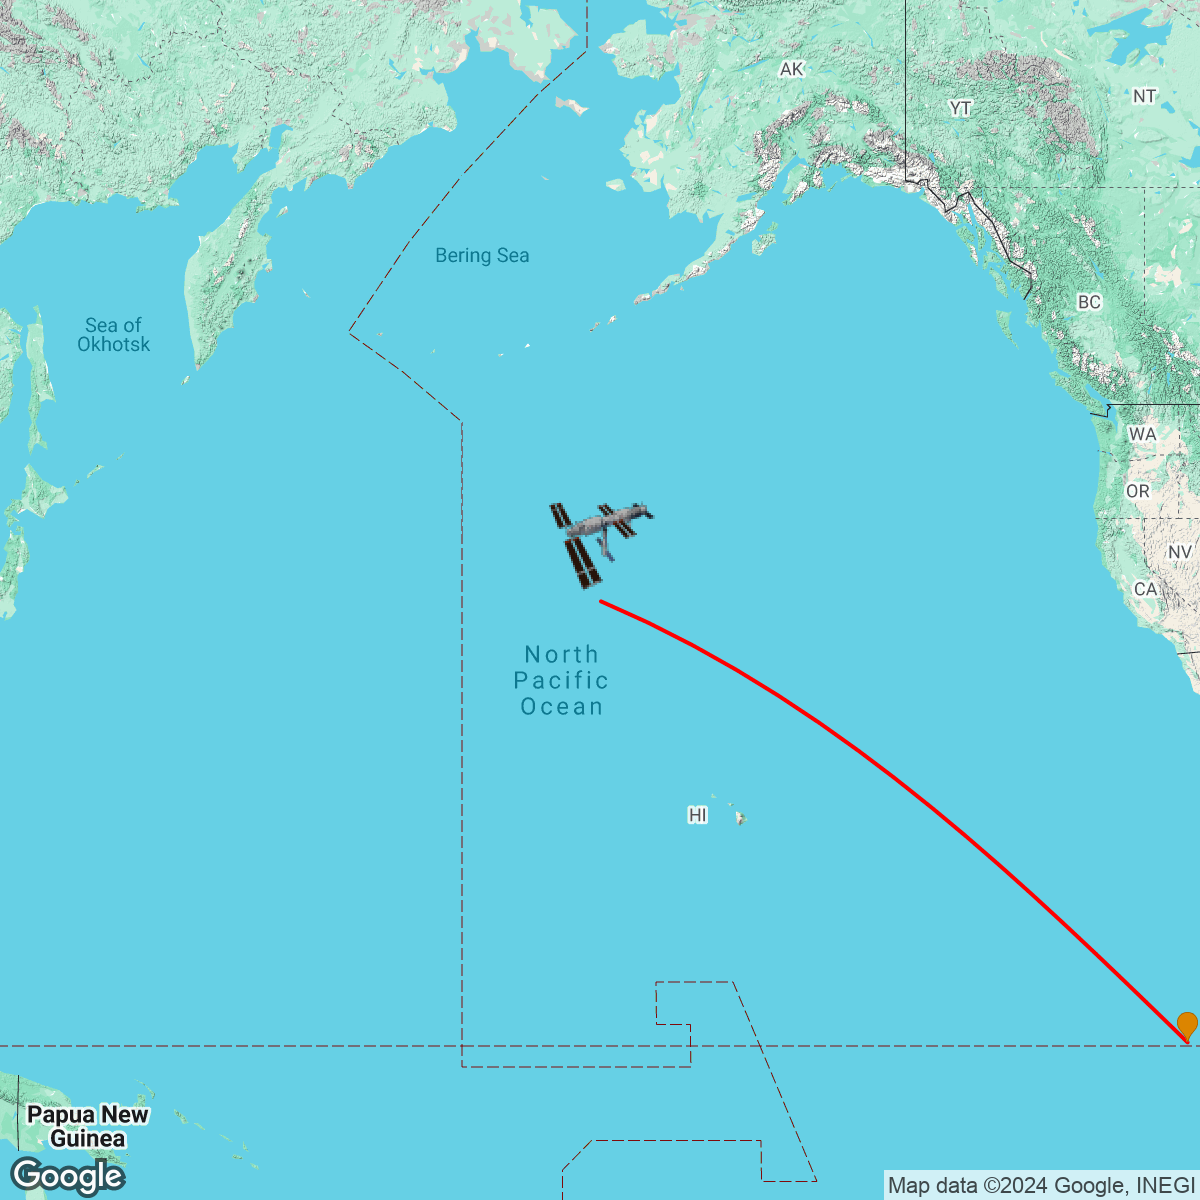 AK
YT
NT
Bering Sea
BC
Sea of
Okhotsk
WA
OR
NV
CA
North
Pacific
Ocean
HI
Papua New
Guinea
Google
Map data ©2024 Google, INEGI